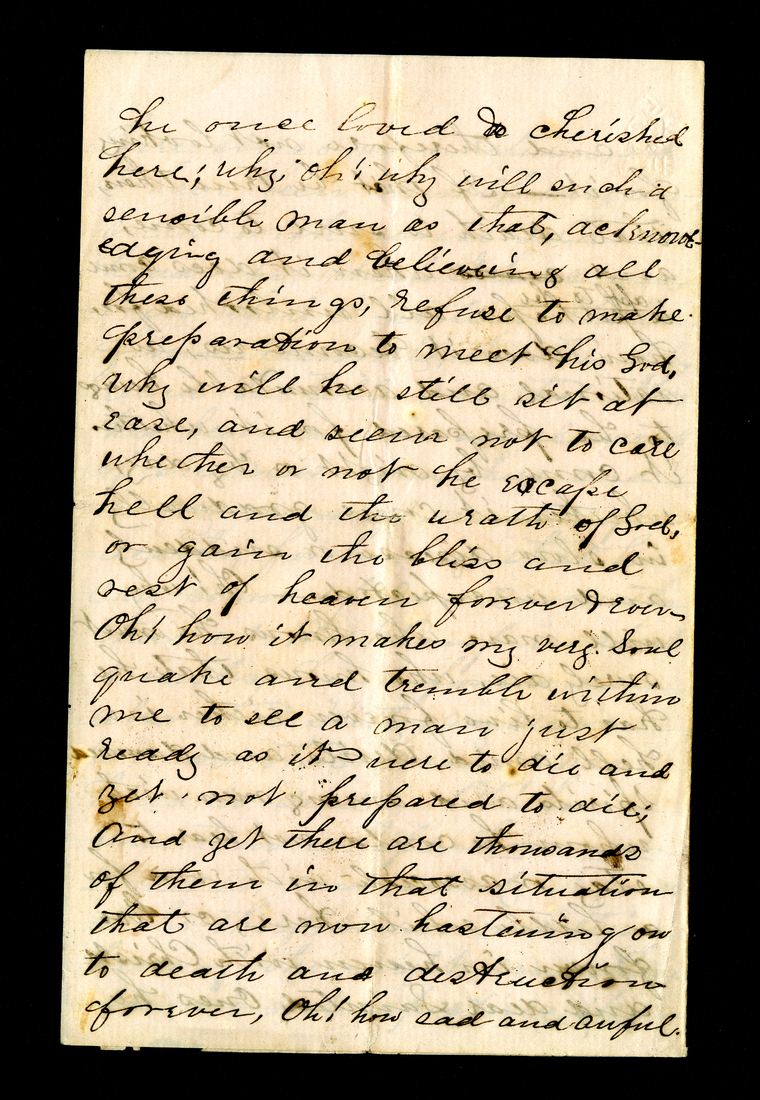 he once loved & cherished
here; why, oh! why will such a
sensible man as that, acknowl-
edging and believeing all
these things, refuse to make
preparation to meet his God,
why will he still sit at
ease, and seem not to care
whether or not he escape
hell and the wrath of God,
or gain the bliss and
rest of heaven forever & ever
Oh! how it makes my very Soul
quake and tremble within
me to see a man just
ready as it were to die and
yet not prepared to die;
And yet there are thousands
of them in that situation
that are now hastening on
to death and destruction
forever, Oh! how sad and awful.